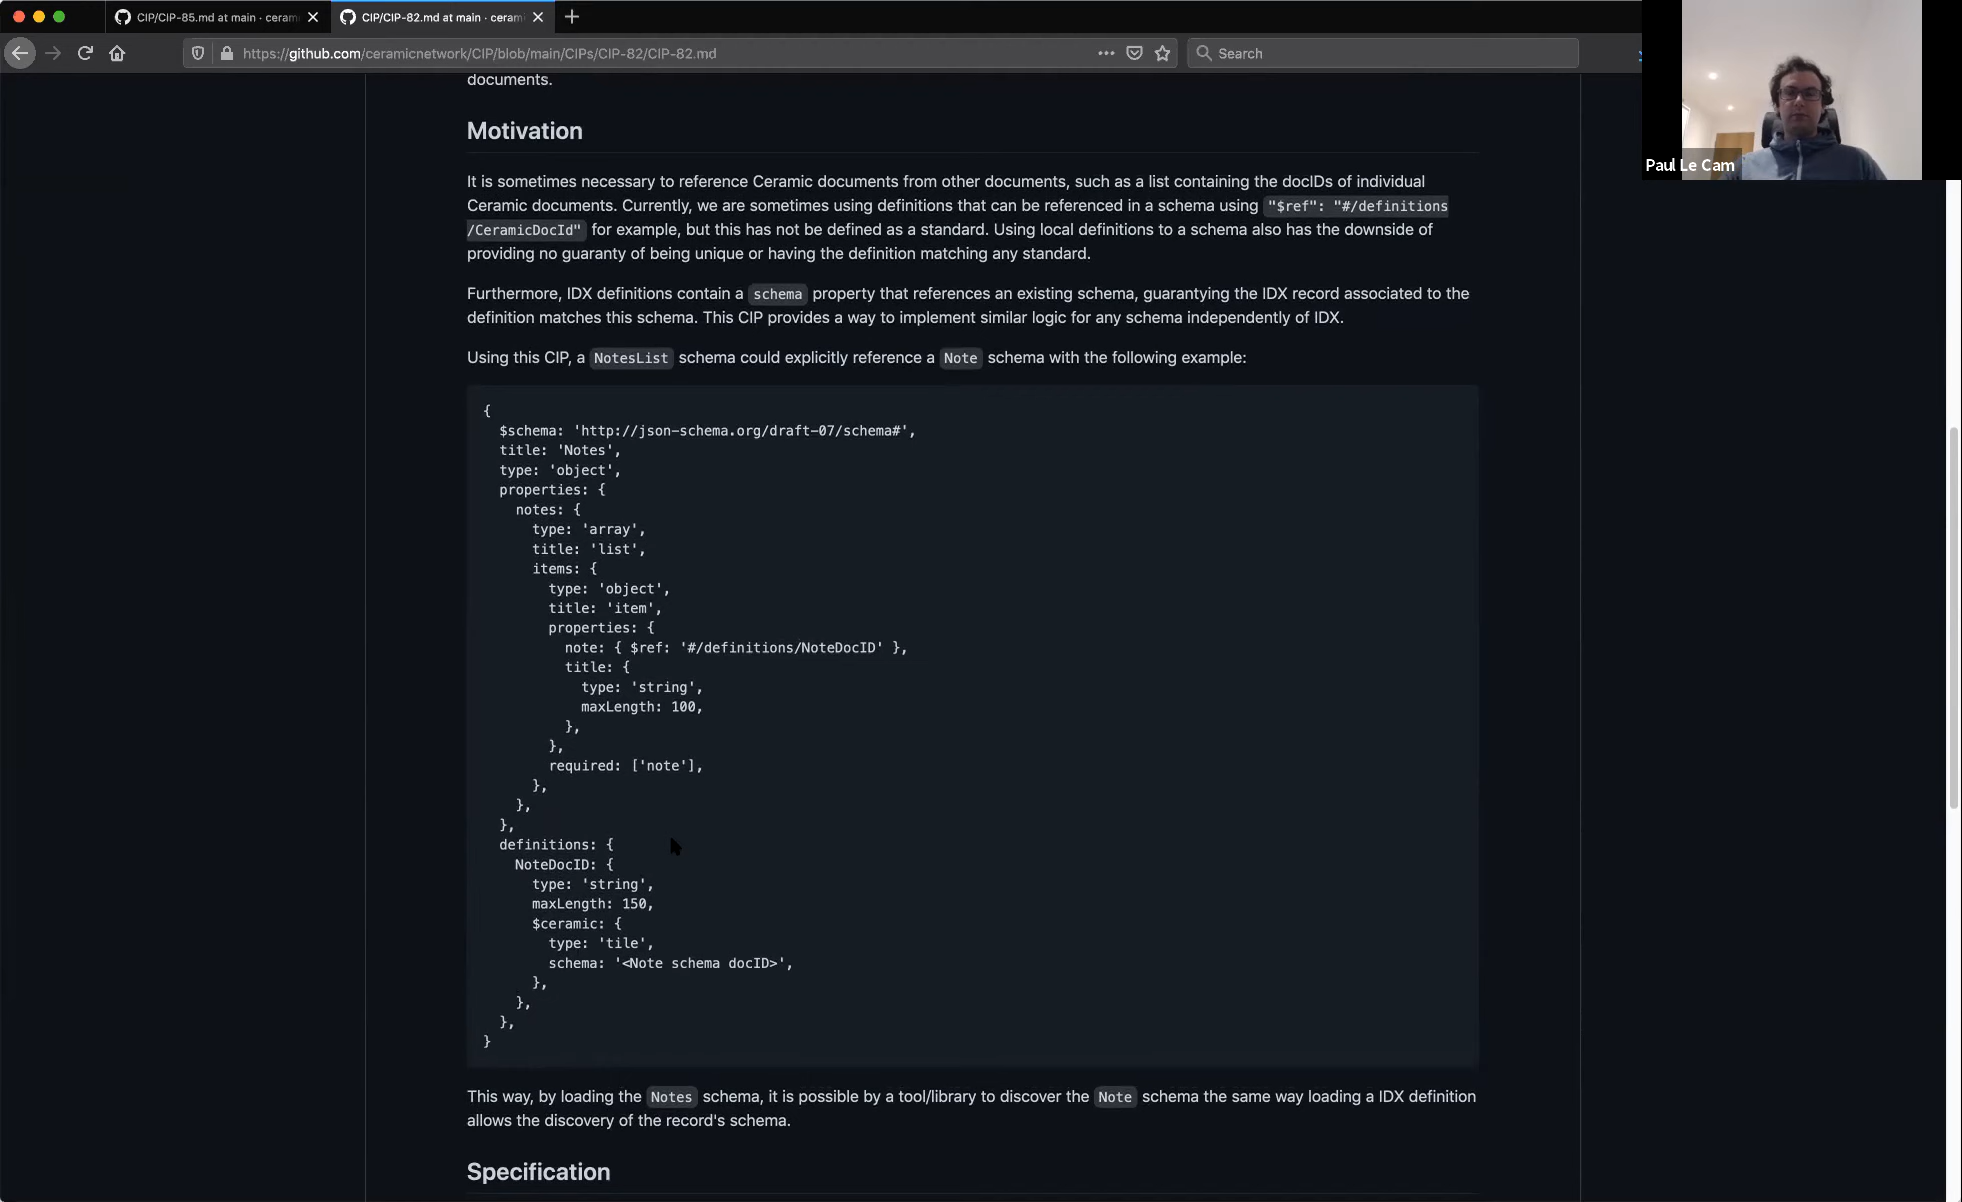 CIP/CIP-85.md at main · ceram
CIP/CIP-82.md at main · ceram
https://github.com/ceramicnetwork/CIP/blob/main/CIPs/CIP-82/CIP-82.md
Search
Paul Le Cam
documents.
Motivation
It is sometimes necessary to reference Ceramic documents from other documents, such as a list containing the docIDs of individual
Ceramic documents. Currently, we are sometimes using definitions that can be referenced in a schema using "$ref": "#/definitions
/CeramicDocId" for example, but this has not be defined as a standard. Using local definitions to a schema also has the downside of
providing no guaranty of being unique or having the definition matching any standard.
Furthermore, IDX definitions contain a schema property that references an existing schema, guarantying the IDX record associated to the
definition matches this schema. This CIP provides a way to implement similar logic for any schema independently of IDX.
Using this CIP, a NotesList schema could explicitly reference a Note schema with the following example:
{
$schema: 'http://json-schema.org/draft-07/schema#',
title: 'Notes',
type: 'object',
properties: {
notes: {
type: 'array',
title: 'list',
items: {
type: 'object',
title: 'item',
properties: {
note: { $ref: '#/definitions/NoteDocID' },
title: {
type: 'string',
maxLength: 100,
},
},
required: ['note'],
},
},
},
definitions: {
NoteDocID: {
type: 'string',
maxLength: 150,
$ceramic: {
type: 'tile',
schema: '<Note schema docID>',
},
},
},
}
This way, by loading the Notes schema, it is possible by a tool/library to discover the Note schema the same way loading a IDX definition
allows the discovery of the record's schema.
Specification